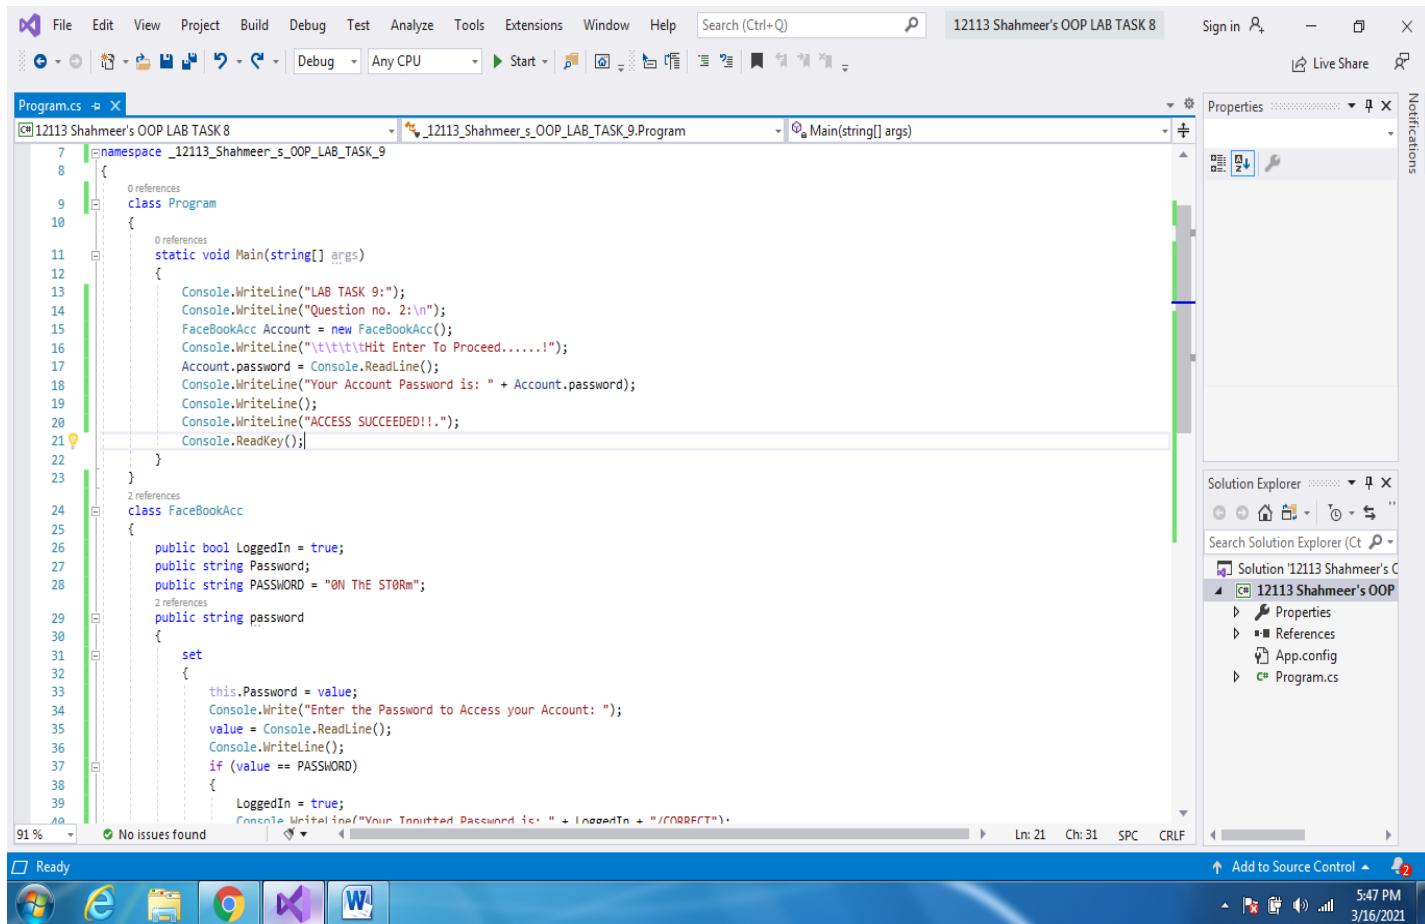 File Edit View Project Build Debug Test Analyze Tools Extensions Window Help Search (Ctrl+Q) 12113 Shahmeer's OOP LAB TASK 8 Sign in
Debug Any CPU Start Live Share
Program.cs
12113 Shahmeer's OOP LAB TASK 8 _12113_Shahmeer_s_OOP_LAB_TASK_9.Program Main(string[] args)
7 namespace _12113_Shahmeer_s_OOP_LAB_TASK_9
8 {
0 references
9 class Program
10 {
0 references
11 static void Main(string[] args)
12 {
13 Console.WriteLine("LAB TASK 9:");
14 Console.WriteLine("Question no. 2:\n");
15 FaceBookAcc Account = new FaceBookAcc();
16 Console.WriteLine("\t\t\t\tHit Enter To Proceed......!");
17 Account.password = Console.ReadLine();
18 Console.WriteLine("Your Account Password is: " + Account.password);
19 Console.WriteLine();
20 Console.WriteLine("ACCESS SUCCEEDED!!.");
21 Console.ReadKey();
22 }
23 }
2 references
24 class FaceBookAcc
25 {
26 public bool LoggedIn = true;
27 public string Password;
28 public string PASSWORD = "0N ThE ST0Rm";
2 references
29 public string password
30 {
31 set
32 {
33 this.Password = value;
34 Console.Write("Enter the Password to Access your Account: ");
35 value = Console.ReadLine();
36 Console.WriteLine();
37 if (value == PASSWORD)
38 {
39 LoggedIn = true;
40 Console.WriteLine("Your Inputted Password is: " + LoggedIn + "/CORRECT");
91 % No issues found Ln: 21 Ch: 31 SPC CRLF
Properties
Notifications
Solution Explorer
Search Solution Explorer (Ct
Solution '12113 Shahmeer's O
12113 Shahmeer's OOP
Properties
References
App.config
C# Program.cs
Ready Add to Source Control 2
5:47 PM
3/16/2021